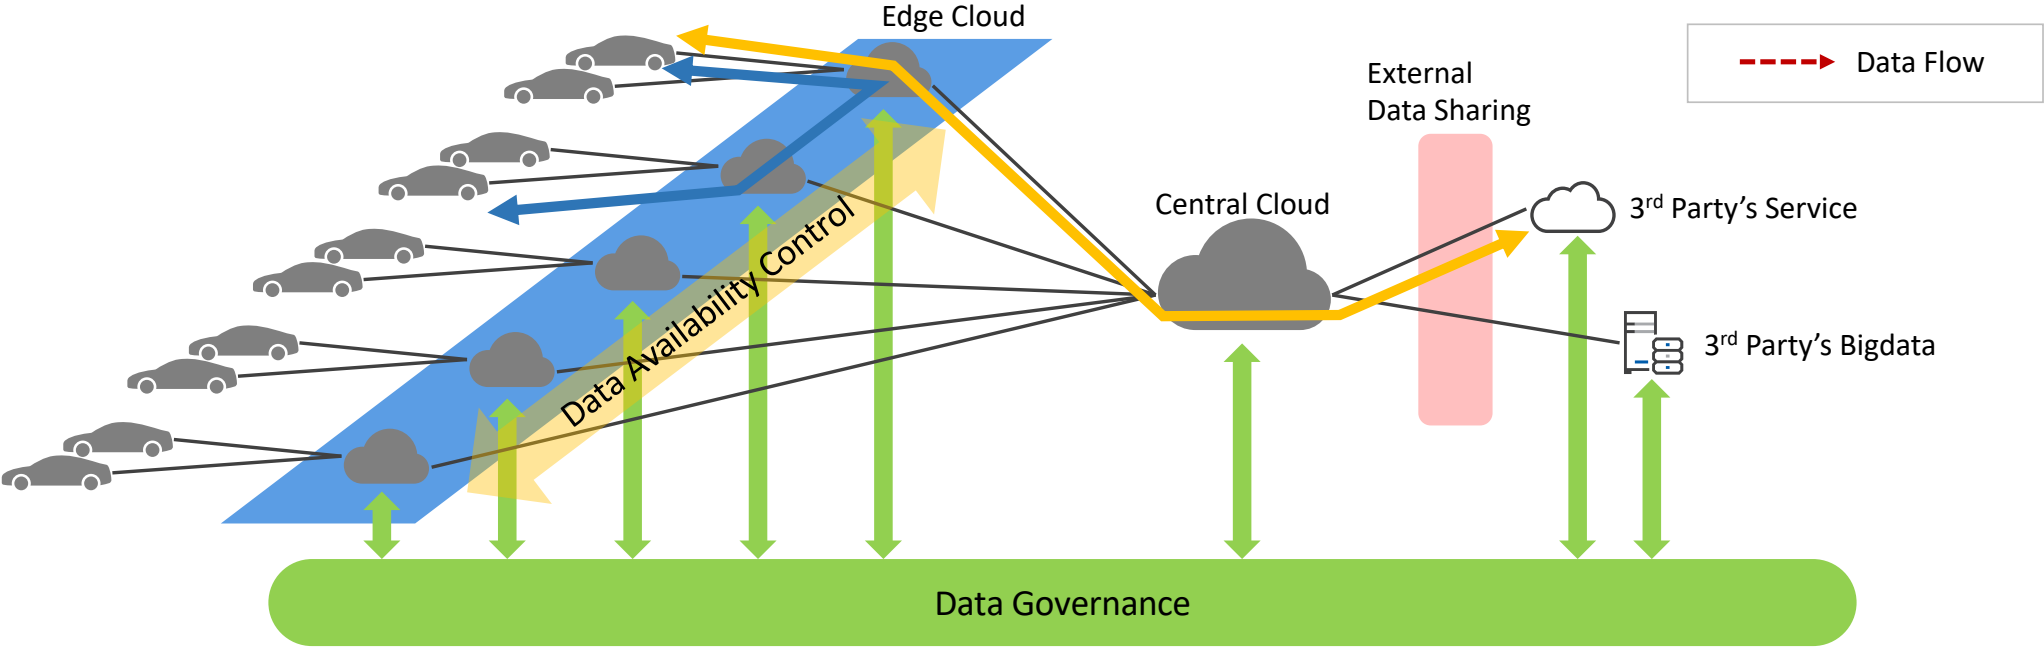 Edge Cloud
External
Data Sharing
Data Flow
Central Cloud
3rd Party's Service
Data Availability Control
3rd Party's Bigdata
Data Governance